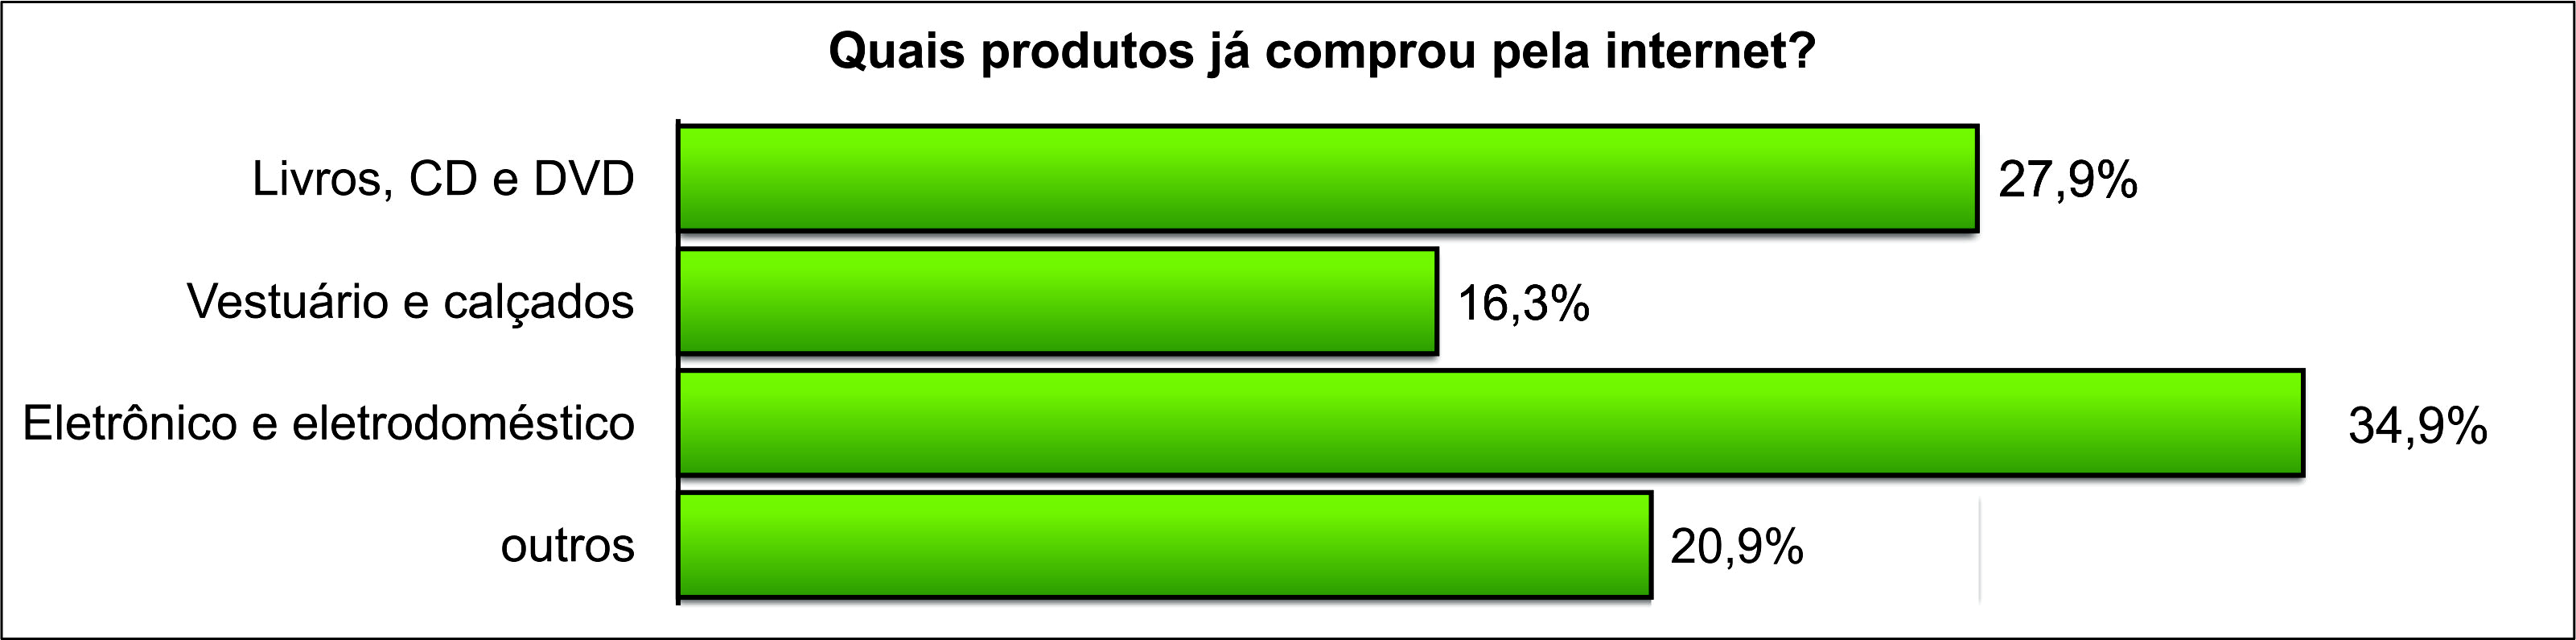 Quais produtos já comprou pela internet?
Livros, CD e DVD 27,9%
Vestuário e calçados 16,3%
Eletrônico e eletrodoméstico 34,9%
outros 20,9%